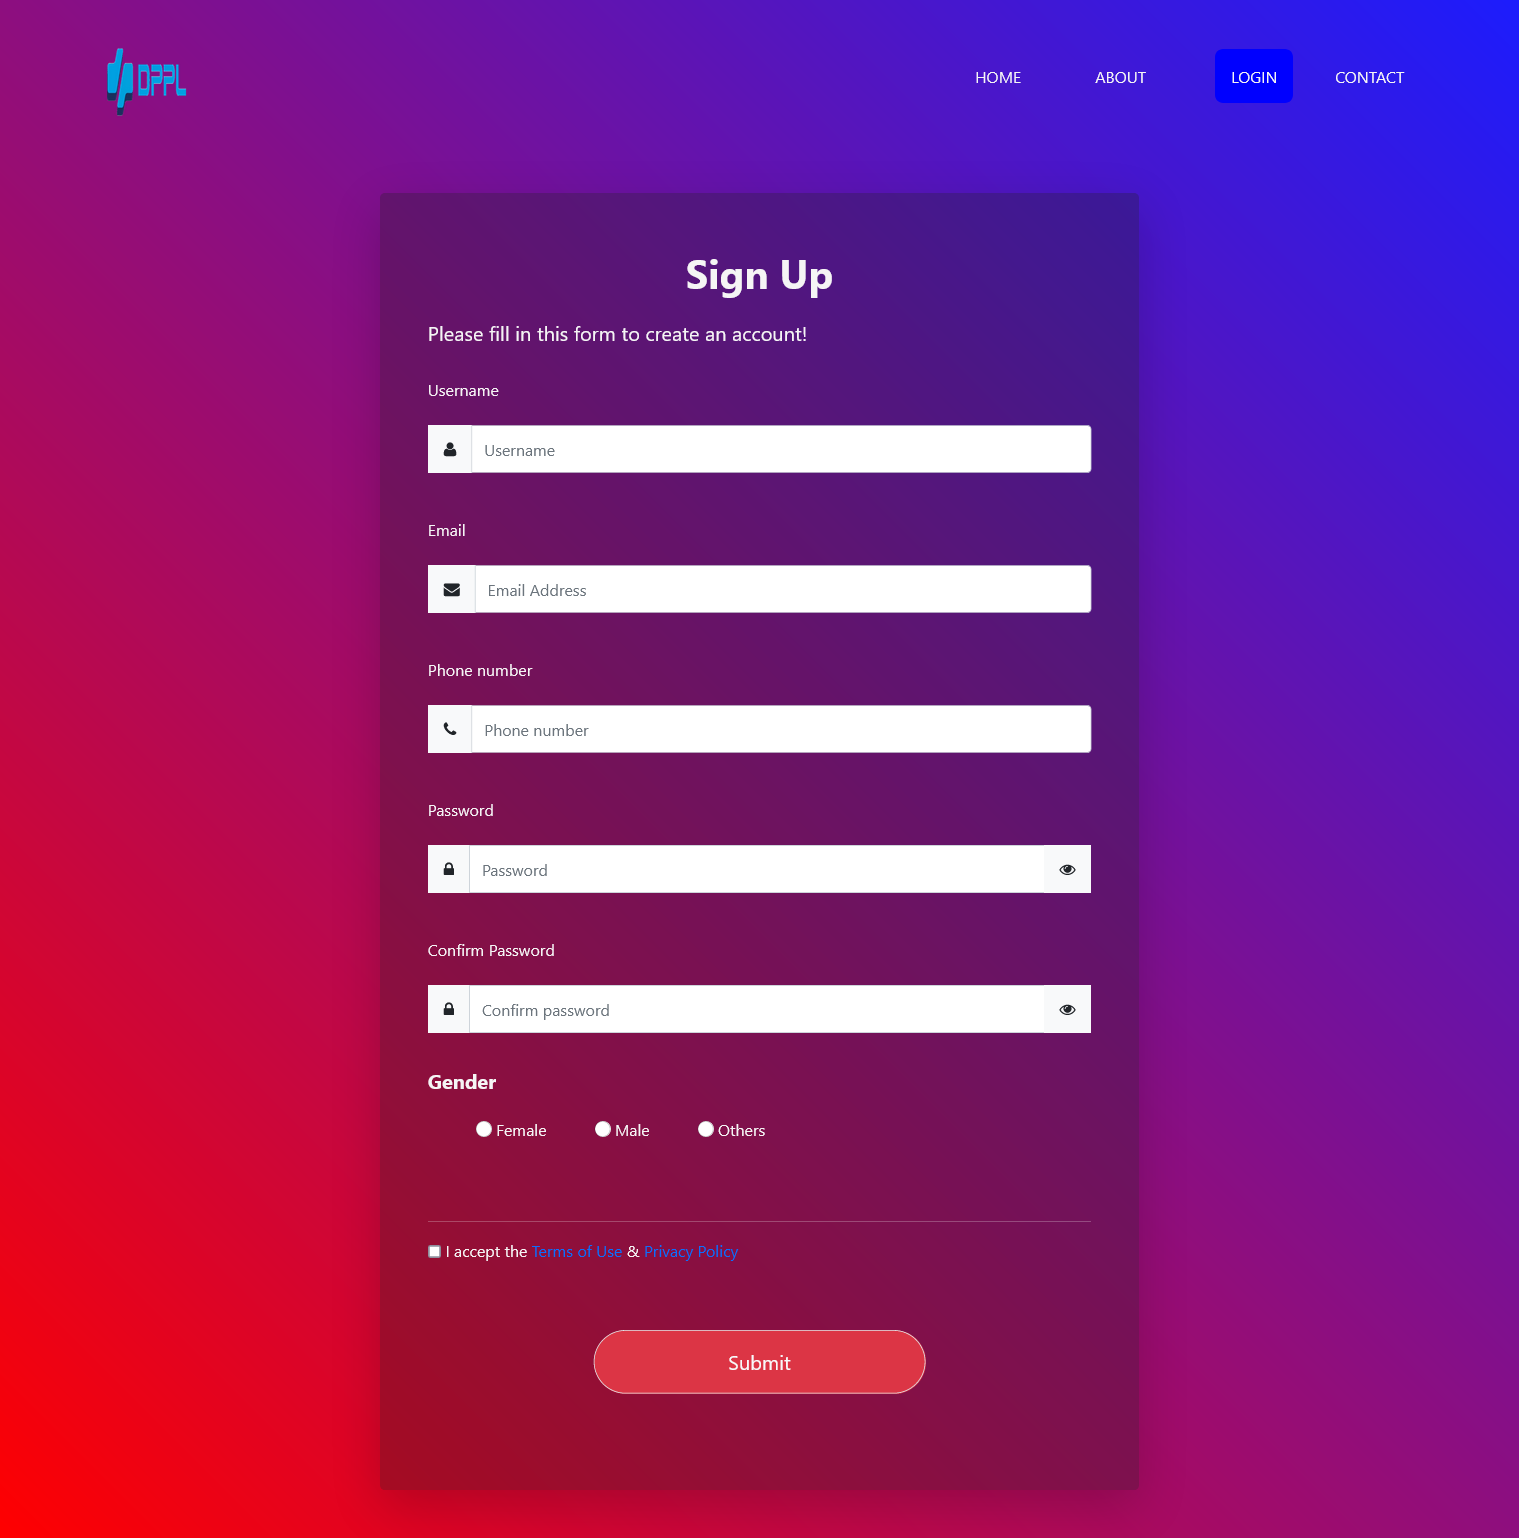 DPPL
HOME ABOUT LOGIN CONTACT
Sign Up
Please fill in this form to create an account!
Username
Username
Email
Email Address
Phone number
Phone number
Password
Password
Confirm Password
Confirm password
Gender
Female Male Others
I accept the Terms of Use & Privacy Policy
Submit